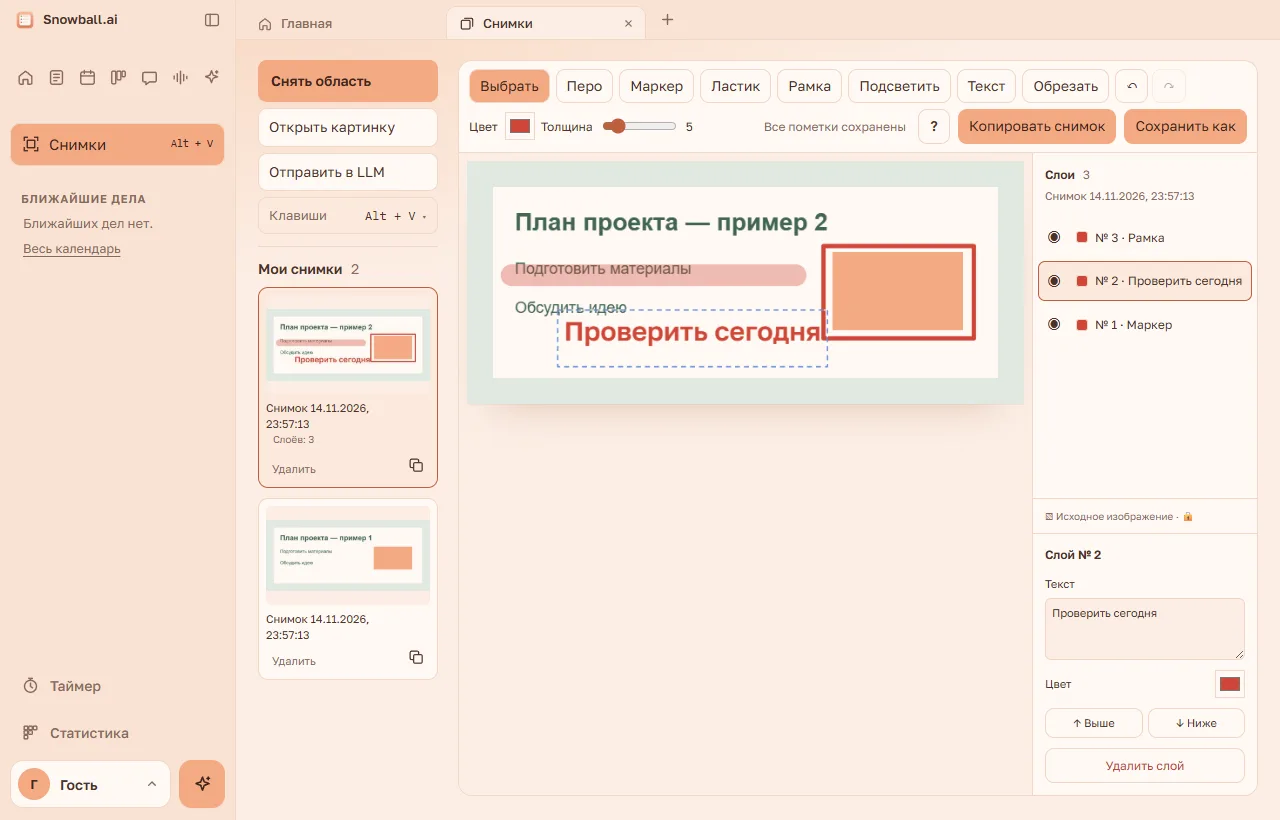 Snowball.ai
Главная
Снимки
Снимки Alt + V
БЛИЖАЙШИЕ ДЕЛА
Ближайших дел нет.
Весь календарь
Таймер
Статистика
Г Гость
Снять область
Открыть картинку
Отправить в LLM
Клавиши Alt + V
Мои снимки 2
План проекта — пример 2
Подготовить материалы
Обсудить идею
Проверить сегодня
Снимок 14.11.2026,
23:57:13
Слоёв: 3
Удалить
План проекта — пример 1
Подготовить материалы
Обсудить идею
Снимок 14.11.2026,
23:57:13
Удалить
Выбрать Перо Маркер Ластик Рамка Подсветить Текст Обрезать
Цвет Толщина 5 Все пометки сохранены ? Копировать снимок Сохранить как
План проекта — пример 2
Подготовить материалы
Обсудить идею
Проверить сегодня
Слои 3
Снимок 14.11.2026, 23:57:13
№ 3 · Рамка
№ 2 · Проверить сегодня
№ 1 · Маркер
Исходное изображение ·
Слой № 2
Текст
Проверить сегодня
Цвет
↑ Выше ↓ Ниже
Удалить слой